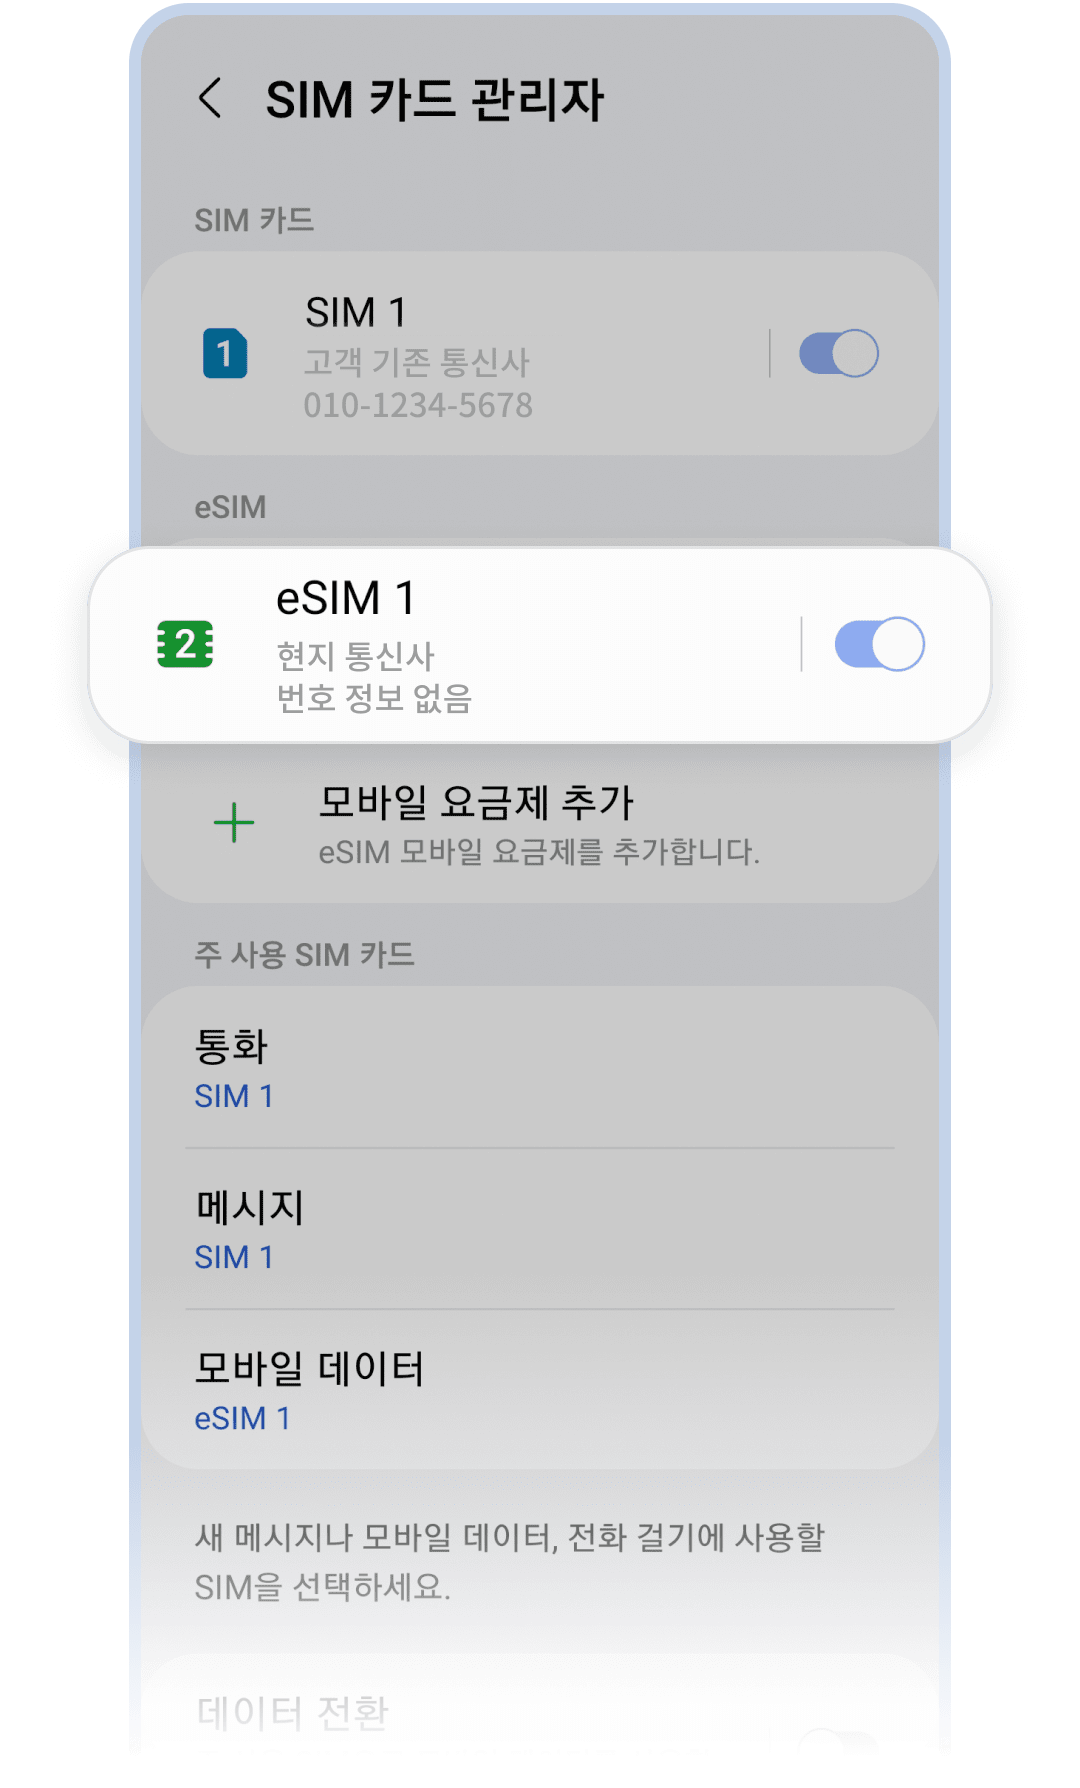 SIM 카드 관리자
SIM 카드
1
SIM 1
고객 기존 통신사
010-1234-5678
eSIM
2
eSIM 1
현지 통신사
번호 정보 없음
모바일 요금제 추가
eSIM 모바일 요금제를 추가합니다.
주 사용 SIM 카드
통화
SIM 1
메시지
SIM 1
모바일 데이터
eSIM 1
새 메시지나 모바일 데이터, 전화 걸기에 사용할
SIM을 선택하세요.
데이터 전환